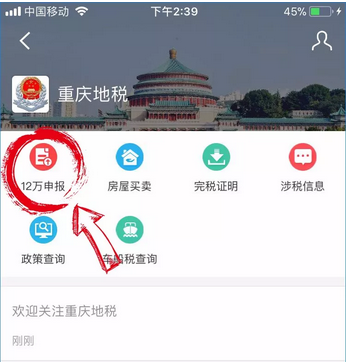 中国移动 下午2:39 45%
重庆地税
12万申报 房屋买卖 完税证明 涉税信息
政策查询 车船税查询
欢迎关注重庆地税
刚刚